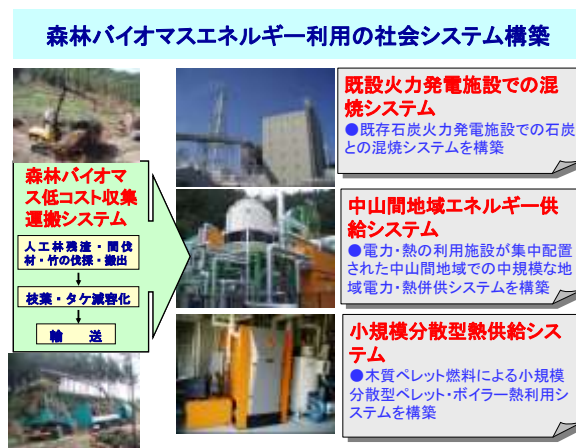 森林バイオマスエネルギー利用の社会システム構築
森林バイオマ
ス低コスト収集
運搬システム
人工林残渣・間伐
材・竹の伐採・搬出
枝葉・タケ減容化
輸　送
既設火力発電施設での混
焼システム
●既存石炭火力発電施設での石炭
との混焼システムを構築
中山間地域エネルギー供
給システム
●電力・熱の利用施設が集中配置
された中山間地域での中規模な地
域電力・熱併供システムを構築
小規模分散型熱供給シス
テム
●木質ペレット燃料による小規模
分散型ペレット・ボイラー熱利用シ
ステムを構築